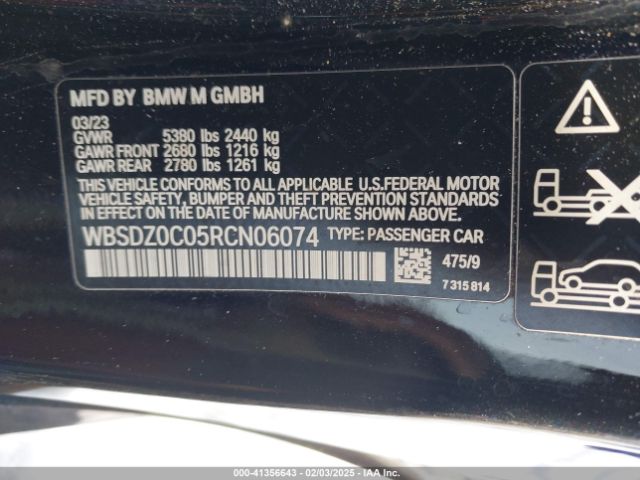 MFD BY BMW M GMBH
03/23
GVWR 5380 lbs 2440 kg
GAWR FRONT 2680 lbs 1216 kg
GAWR REAR 2780 lbs 1261 kg
THIS VEHICLE CONFORMS TO ALL APPLICABLE U.S.FEDERAL MOTOR
VEHICLE SAFETY, BUMPER AND THEFT PREVENTION STANDARDS
IN EFFECT ON THE DATE OF MANUFACTURE SHOWN ABOVE.
WBSDZ0C05RCN06074 TYPE: PASSENGER CAR
475/9
7 315 814
000-41356643 | 02/03/2025 | IAA Inc.